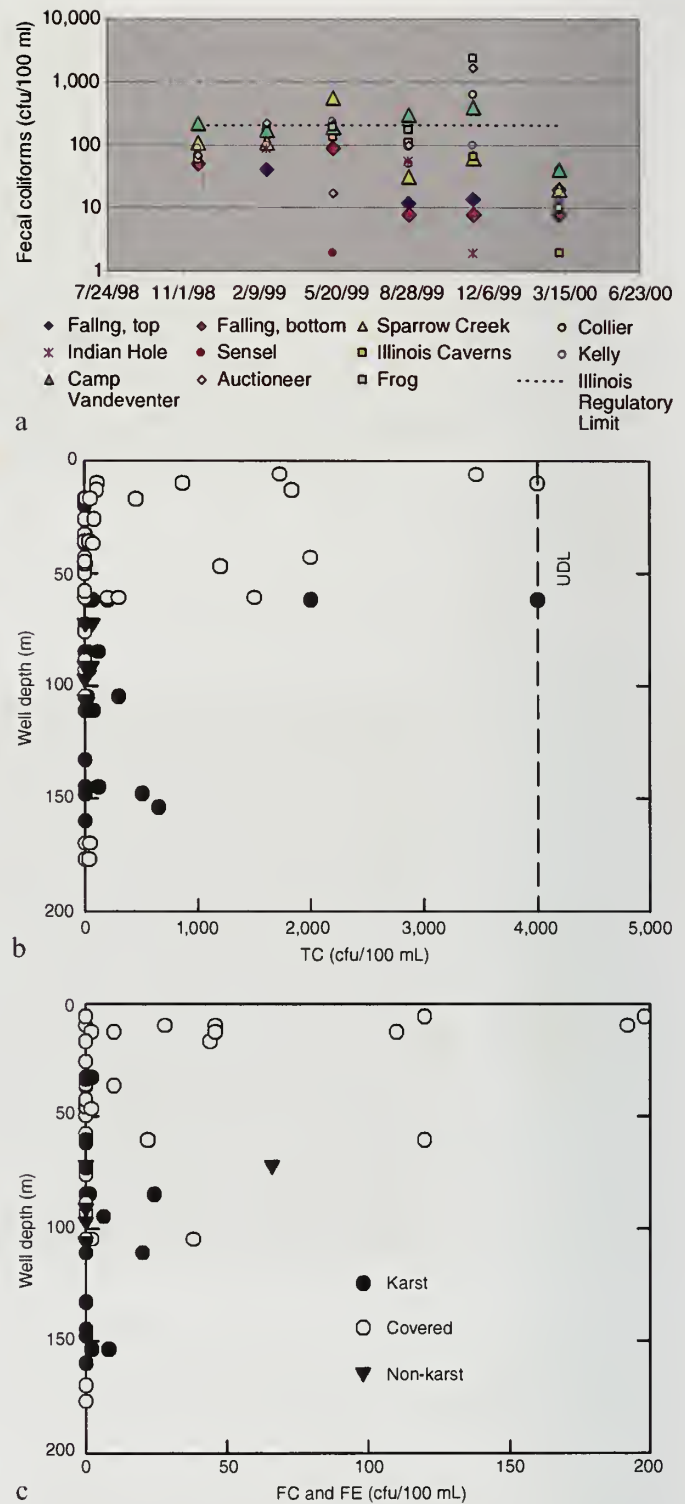 10,000
1,000
100
10
1
Fecal coliforms (cfu/100 ml)
7/24/98 11/1/98 2/9/99 5/20/99 8/28/99 12/6/99 3/15/00 6/23/00
Fallng, top
Falling, bottom
Sparrow Creek
Collier
Indian Hole
Sensel
Illinois Caverns
Kelly
Camp
Vandeventer
Auctioneer
Frog
Illinois
Regulatory
Limit
a
0
50
100
150
200
Well depth (m)
UDL
0 1,000 2,000 3,000 4,000 5,000
TC (cfu/100 mL)
b
0
50
100
150
200
Well depth (m)
Karst
Covered
Non-karst
0 50 100 150 200
FC and FE (cfu/100 mL)
c